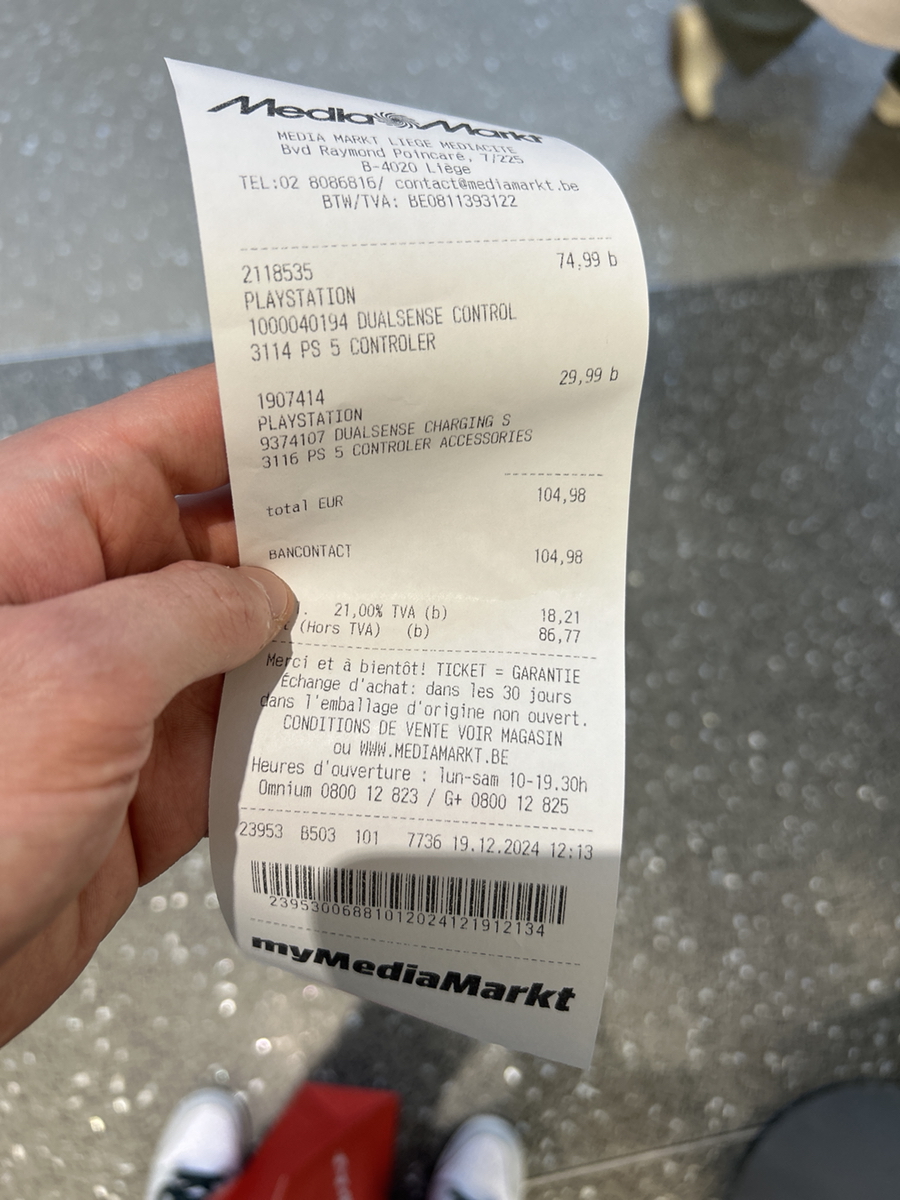 Media Markt
MEDIA MARKT LIEGE MEDIACITE
Bvd Raymond Poincaré, 7/225
B-4020 Liège
TEL:02 8086816/ contact@mediamarkt.be
BTW/TVA: BE0811393122
2118535 74,99 b
PLAYSTATION
1000040194 DUALSENSE CONTROL
3114 PS 5 CONTROLER
1907414 29,99 b
PLAYSTATION
9374107 DUALSENSE CHARGING S
3116 PS 5 CONTROLER ACCESSORIES
total EUR 104,98
BANCONTACT 104,98
21,00% TVA (b) 18,21
(Hors TVA) (b) 86,77
Merci et à bientôt! TICKET = GARANTIE
Échange d'achat: dans les 30 jours
dans l'emballage d'origine non ouvert.
CONDITIONS DE VENTE VOIR MAGASIN
ou WWW.MEDIAMARKT.BE
Heures d'ouverture : lun-sam 10-19.30h
Omnium 0800 12 823 / G+ 0800 12 825
23953 B503 101 7736 19.12.2024 12:13
23953006881012024121912134
myMediaMarkt